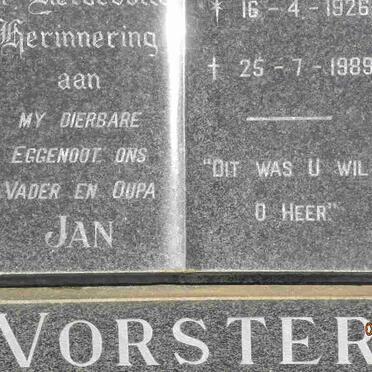 Herinnering
aan
MY DIERBARE
EGGENOOT ONS
VADER EN OUPA
JAN
* 16 - 4 - 1926
† 25 - 7 - 1989
"DIT WAS U WIL
O HEER"
VORSTER